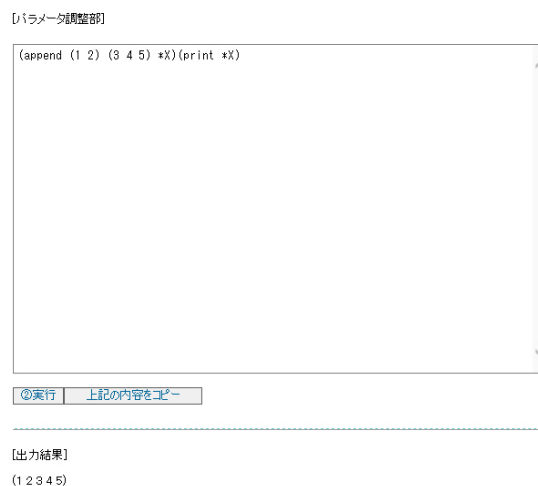 [パラメータ調整部]
(append (1 2) (3 4 5) *X)(print *X)
②実行 上記の内容をコピー
[出力結果]
(1 2 3 4 5)